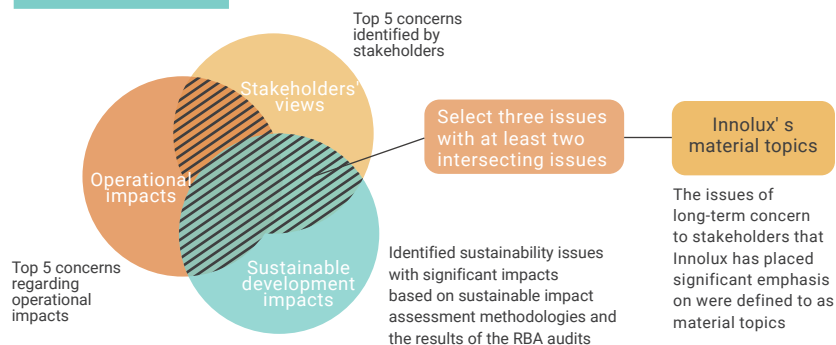 Top 5 concerns
identified by
stakeholders
Stakeholders'
views
Operational
impacts
Sustainable
development
impacts
Top 5 concerns
regarding
operational
impacts
Select three issues
with at least two
intersecting issues
Innolux' s
material topics
Identified sustainability issues
with significant impacts
based on sustainable impact
assessment methodologies and
the results of the RBA audits
The issues of
long-term concern
to stakeholders that
Innolux has placed
significant emphasis
on were defined to as
material topics